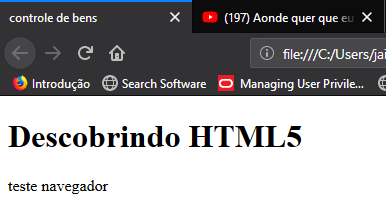 controle de bens (197) Aonde quer que eu
file:///C:/Users/jai
Introdução Search Software Managing User Privile...
Descobrindo HTML5
teste navegador